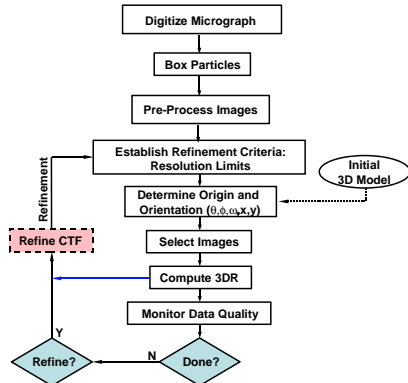 Digitize Micrograph
Box Particles
Pre-Process Images
Establish Refinement Criteria:
Resolution Limits
Initial
3D Model
Determine Origin and
Orientation (θ,ϕ,ω,x,y)
Refinement
Refine CTF
Select Images
Compute 3DR
Monitor Data Quality
Y
Refine?
N
Done?